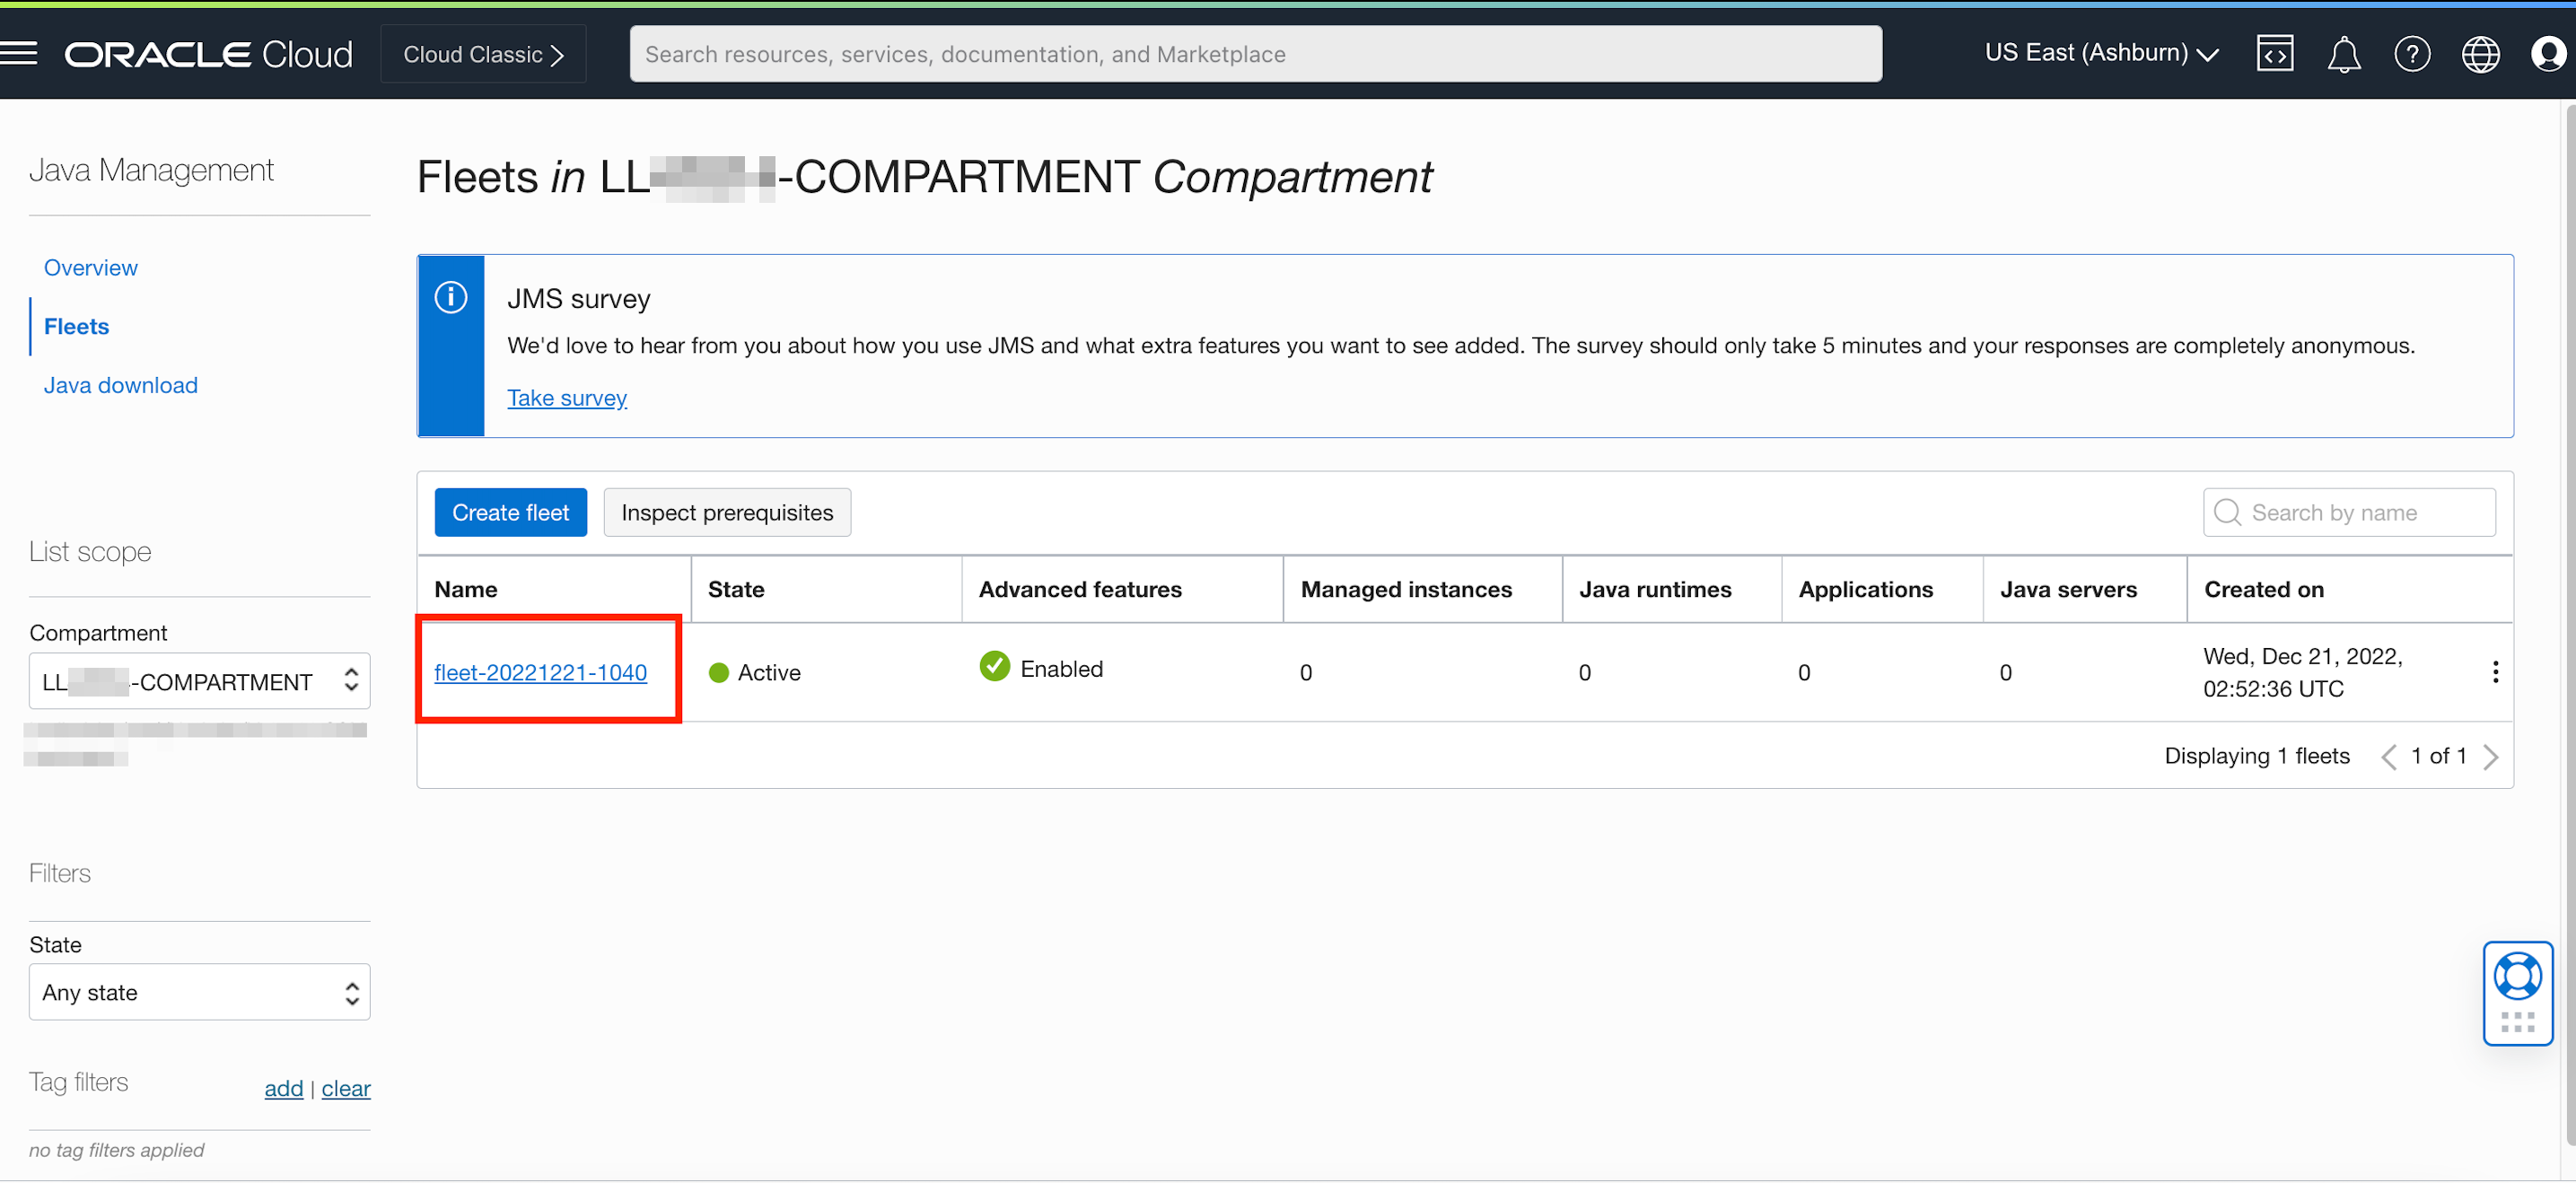 ORACLE Cloud
Cloud Classic
Search resources, services, documentation, and Marketplace
US East (Ashburn)
Java Management
Overview
Fleets
Java download
List scope
Compartment
LL -COMPARTMENT
Filters
State
Any state
Tag filters
add | clear
no tag filters applied
Fleets in LL -COMPARTMENT Compartment
JMS survey
We'd love to hear from you about how you use JMS and what extra features you want to see added. The survey should only take 5 minutes and your responses are completely anonymous.
Take survey
Create fleet Inspect prerequisites
Search by name
Name State Advanced features Managed instances Java runtimes Applications Java servers Created on
fleet-20221221-1040 Active Enabled 0 0 0 0 Wed, Dec 21, 2022,
02:52:36 UTC
Displaying 1 fleets 1 of 1